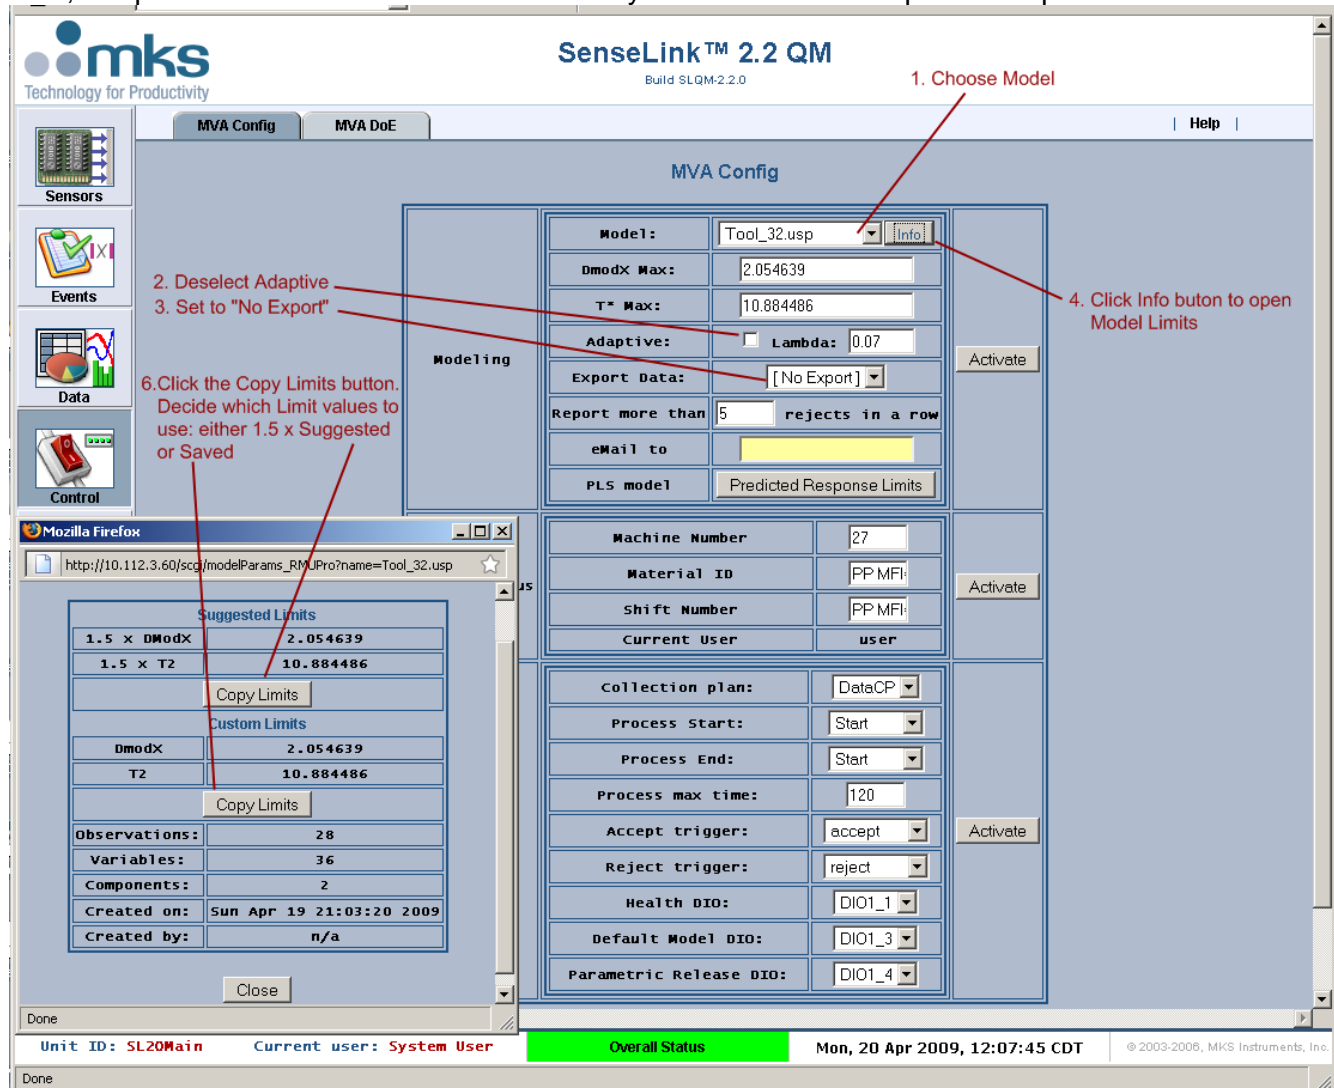 mks
Technology for Productivity
SenseLink™ 2.2 QM
Build SLQM-2.2.0
1. Choose Model
MVA Config
MVA DoE
| Help |
Sensors
Events
Data
Control
MVA Config
2. Deselect Adaptive
3. Set to "No Export"
4. Click Info buton to open
Model Limits
6.Click the Copy Limits button.
Decide which Limit values to
use: either 1.5 x Suggested
or Saved
Modeling
Model: Tool_32.usp Info
DmodX Max: 2.054639
T* Max: 10.884486
Adaptive: Lambda: 0.07
Export Data: [No Export]
Report more than 5 rejects in a row
eMail to
PLS model Predicted Response Limits
Activate
Machine Number 27
Material ID PP MFI
Shift Number PP MFI
Current User user
Activate
Collection plan: DataCP
Process Start: Start
Process End: Start
Process max time: 120
Accept trigger: accept
Reject trigger: reject
Health DIO: DIO1_1
Default Model DIO: DIO1_3
Parametric Release DIO: DIO1_4
Activate
Mozilla Firefox
http://10.112.3.60/scgi/modelParams_RMUPro?name=Tool_32.usp
us
Suggested Limits
1.5 x DModX 2.054639
1.5 x T2 10.884486
Copy Limits
Custom Limits
DmodX 2.054639
T2 10.884486
Copy Limits
Observations: 28
Variables: 36
Components: 2
Created on: Sun Apr 19 21:03:20 2009
Created by: n/a
Close
Done
Unit ID: SL20Main Current user: System User Overall Status Mon, 20 Apr 2009, 12:07:45 CDT © 2003-2006, MKS Instruments, Inc.
Done